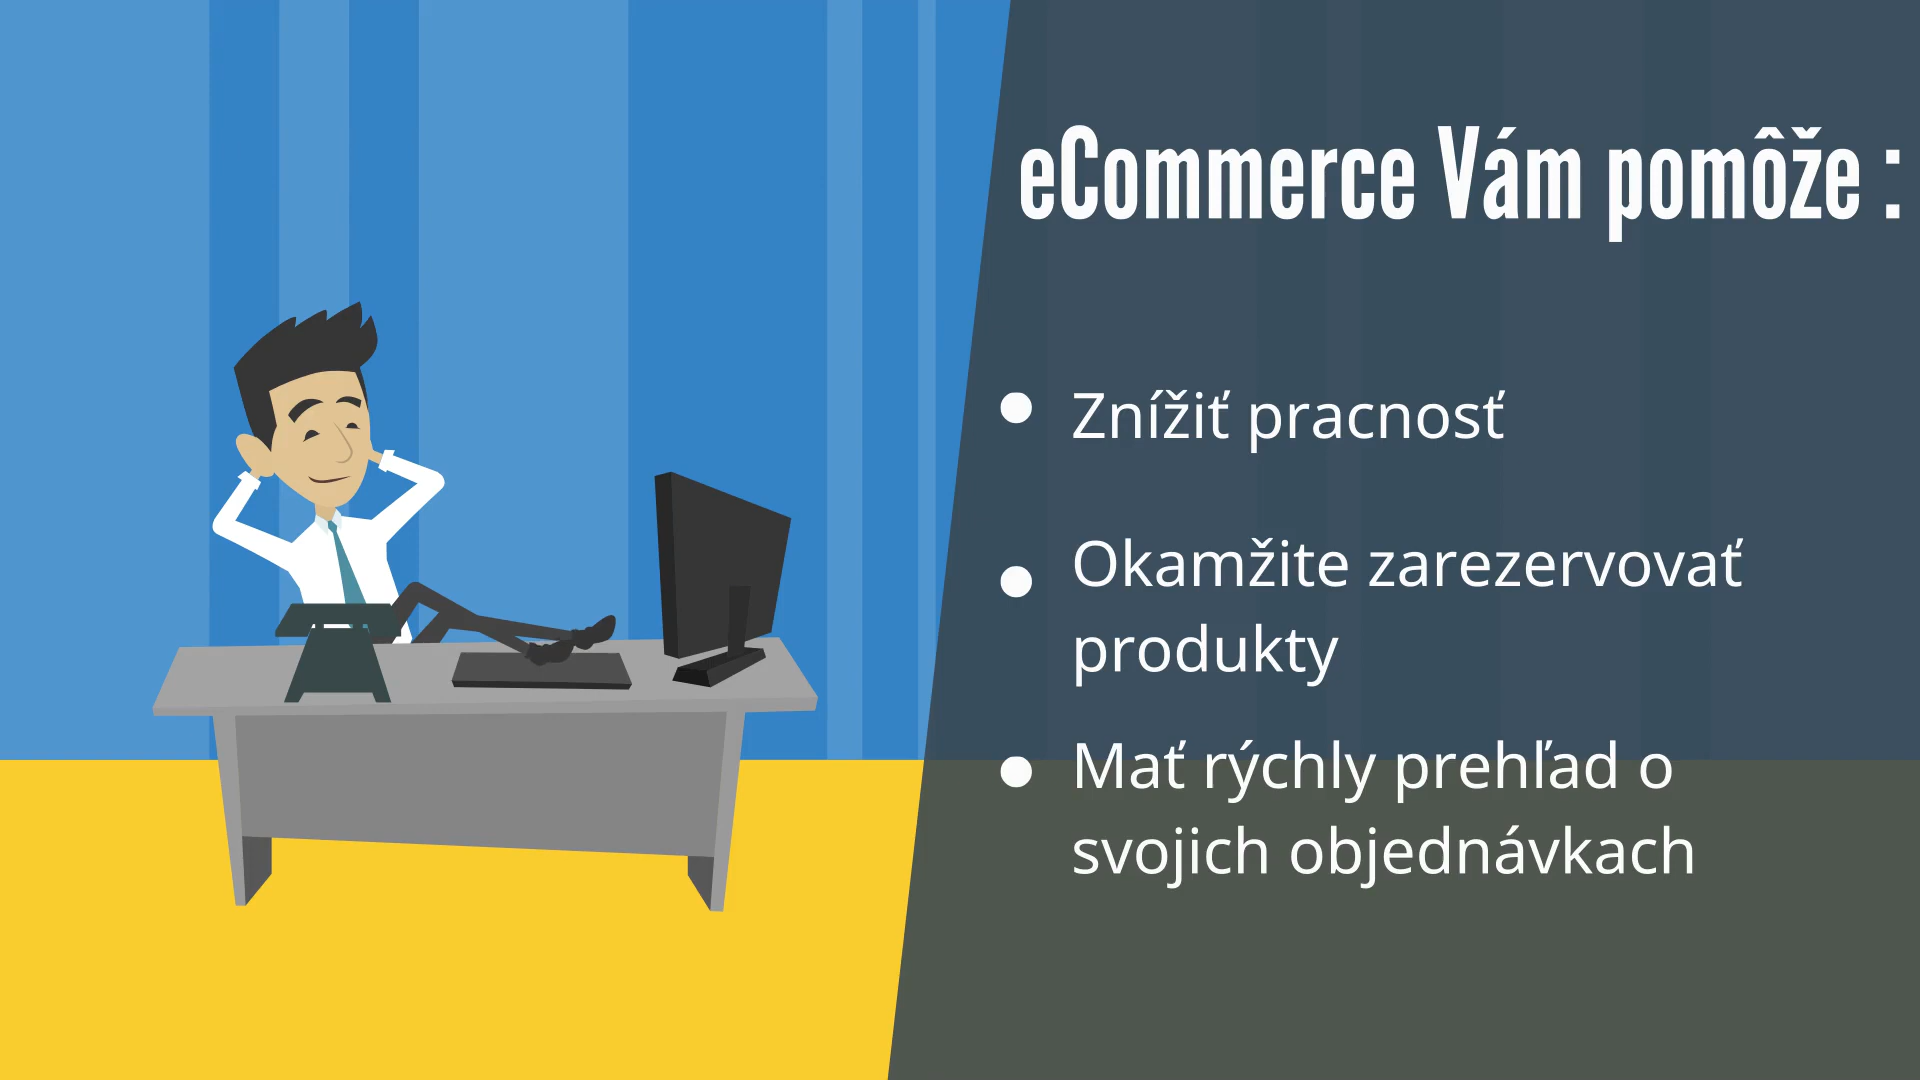 eCommerce Vám pomôže :
Znížiť pracnosť
Okamžite zarezervovať
produkty
Mať rýchly prehľad o
svojich objednávkach